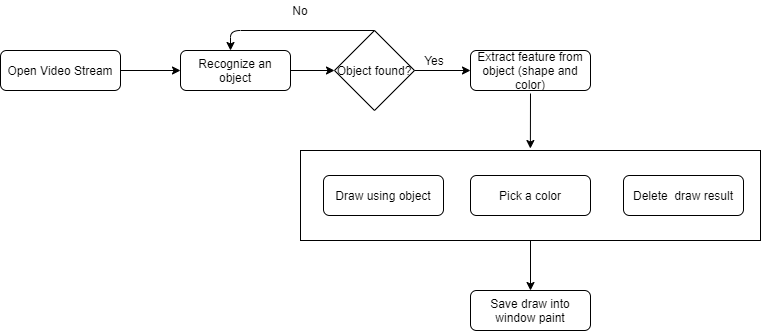 No
Open Video Stream
Recognize an
object
Object found?
Yes
Extract feature from
object (shape and
color)
Draw using object
Pick a color
Delete  draw result
Save draw into
window paint